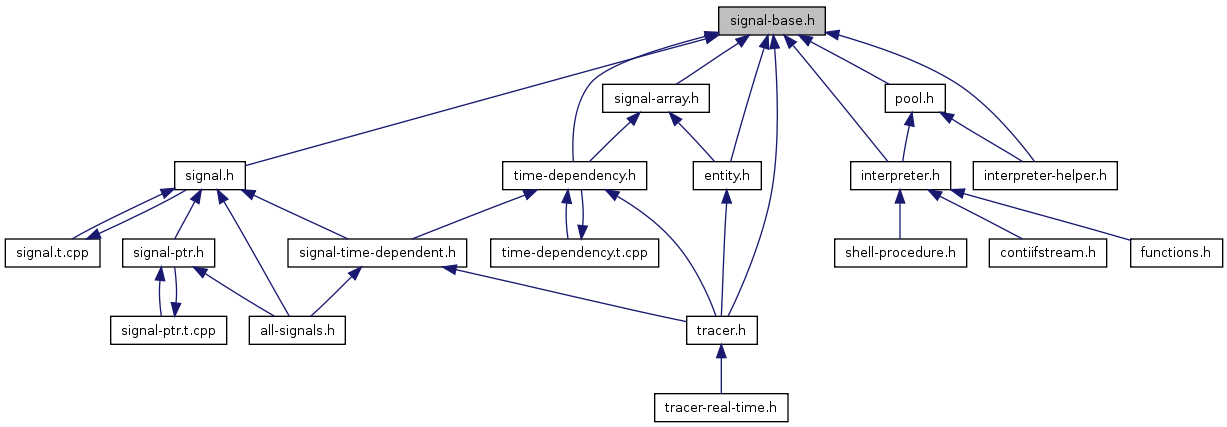 signal-base.h
signal-array.h
pool.h
signal.h
time-dependency.h
entity.h
interpreter.h
interpreter-helper.h
signal.t.cpp
signal-ptr.h
signal-time-dependent.h
time-dependency.t.cpp
shell-procedure.h
contiifstream.h
functions.h
signal-ptr.t.cpp
all-signals.h
tracer.h
tracer-real-time.h